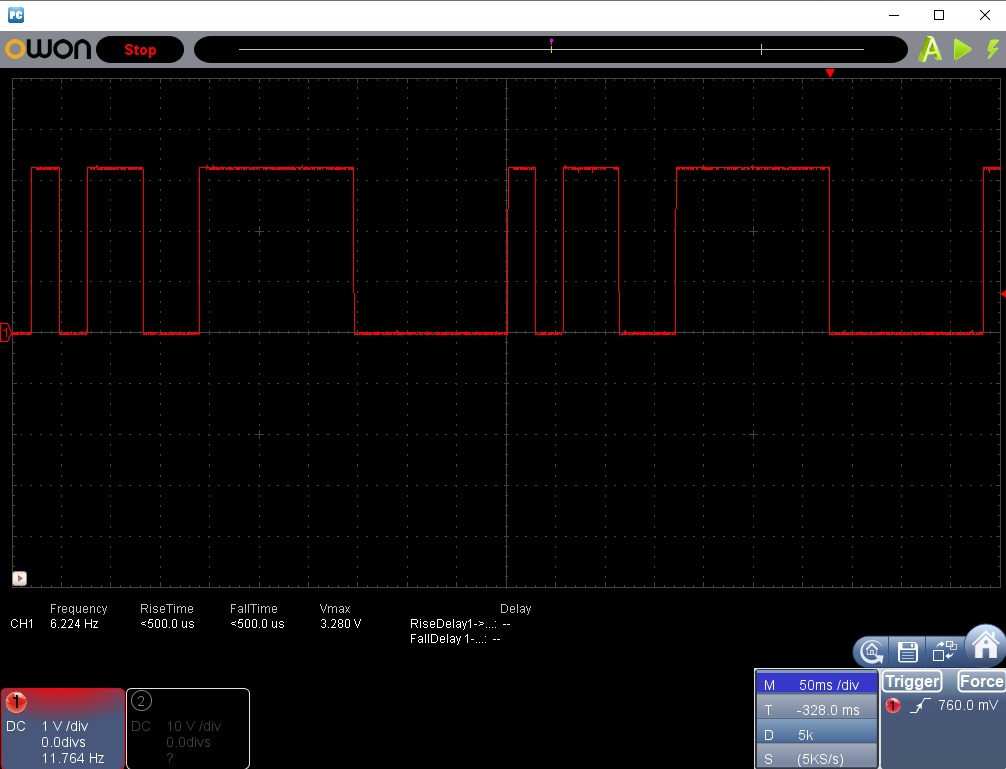 PC
OWON Stop A
1
Frequency RiseTime FallTime Vmax Delay
CH1 6.224 Hz <500.0 us <500.0 us 3.280 V RiseDelay1->...: --
FallDelay 1-...: --
1
DC 1 V /div
0.0divs
11.764 Hz
2
DC 10 V /div
0.0divs
?
M 50ms /div
T -328.0 ms
D 5k
S (5KS/s)
Trigger Force
1 760.0 mV